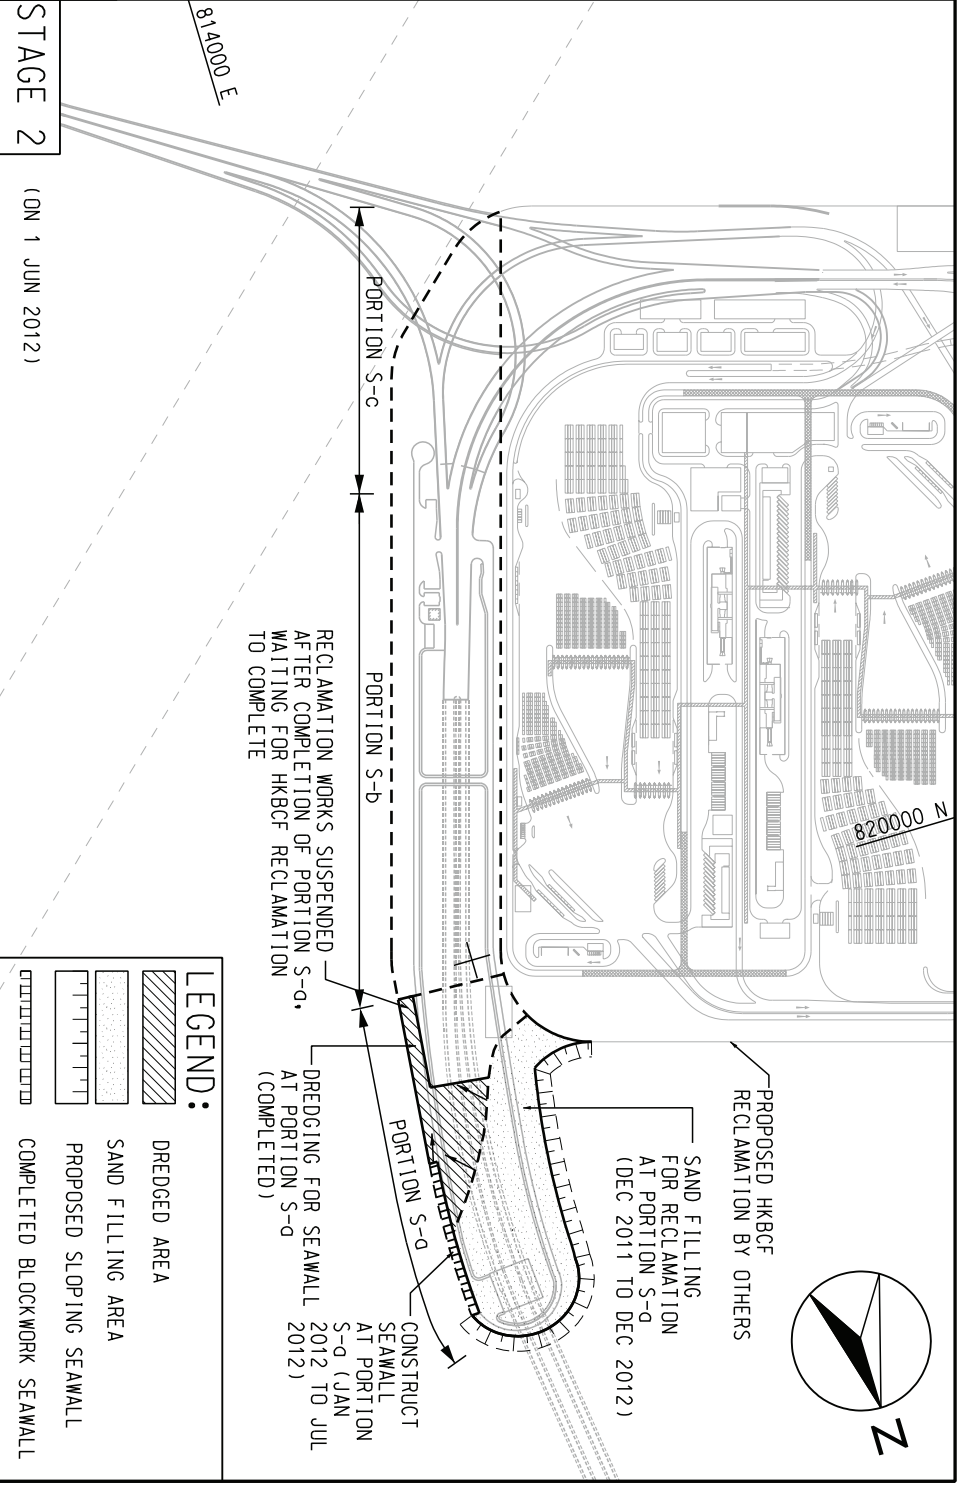 STAGE 2
(ON 1 JUN 2012)
814000 E
820000 N
PORTION S-c
PORTION S-b
PORTION S-a
RECLAMATION WORKS SUSPENDED
AFTER COMPLETION OF PORTION S-a,
WAITING FOR HKBCF RECLAMATION
TO COMPLETE
PROPOSED HKBCF
RECLAMATION BY OTHERS
SAND FILLING
FOR RECLAMATION
AT PORTION S-a
(DEC 2011 TO DEC 2012)
DREDGING FOR SEAWALL
AT PORTION S-a
(COMPLETED)
CONSTRUCT
SEAWALL
AT PORTION
S-a (JAN
2012 TO JUL
2012)
N
LEGEND:
DREDGED AREA
SAND FILLING AREA
PROPOSED SLOPING SEAWALL
COMPLETED BLOCKWORK SEAWALL